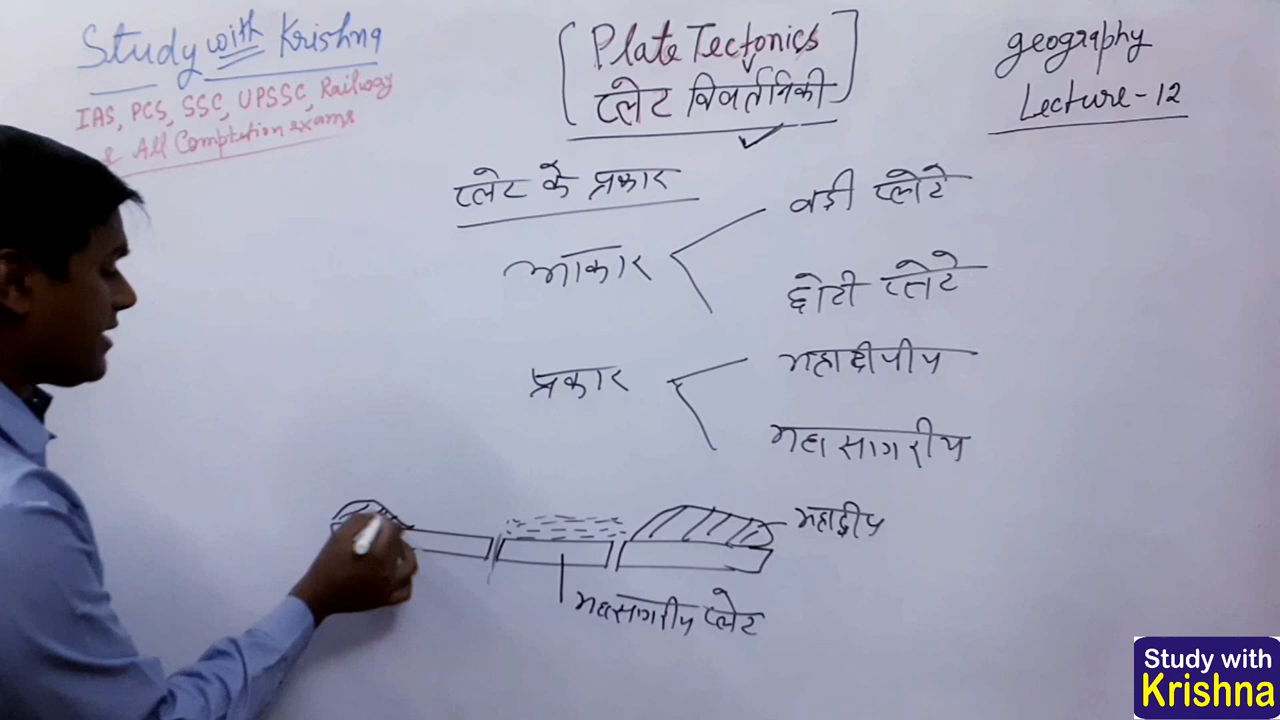 Study with Krishna
IAS, PCS, SSC, UPSSC, Railway
& All Comptetion exams
Plate Tectonics
प्लेट विवर्तनिकी
geography
Lecture-12
प्लेट के प्रकार
आकार
बड़ी प्लेटे
छोटी प्लेटे
प्रकार
महाद्वीपीय
महासागरीय
महाद्वीप
महासागरीय प्लेट
Study with
Krishna